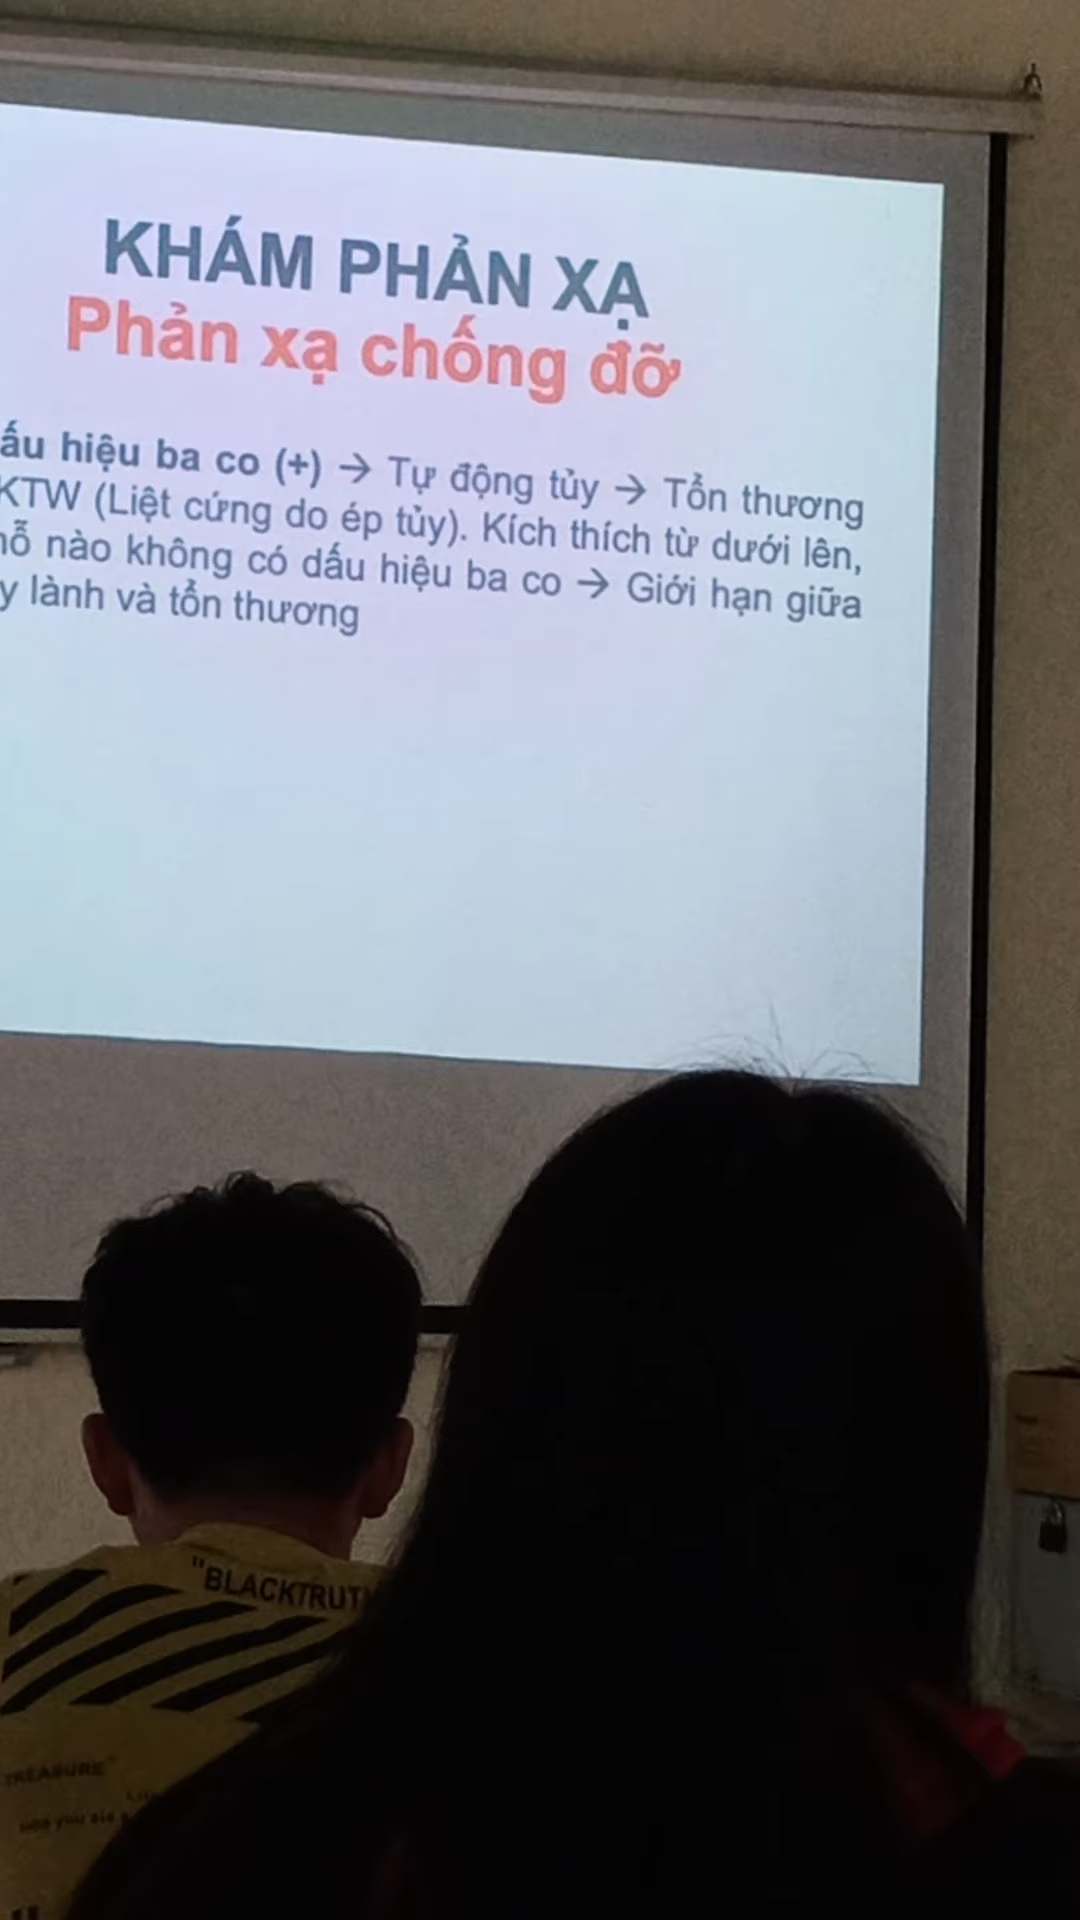 KHÁM PHẢN XẠ
Phản xạ chống đỡ
ấu hiệu ba co (+) → Tự động tủy → Tổn thương
KTW (Liệt cứng do ép tủy). Kích thích từ dưới lên,
hỗ nào không có dấu hiệu ba co → Giới hạn giữa
y lành và tổn thương
"BLACKTRUT
TREASURE"